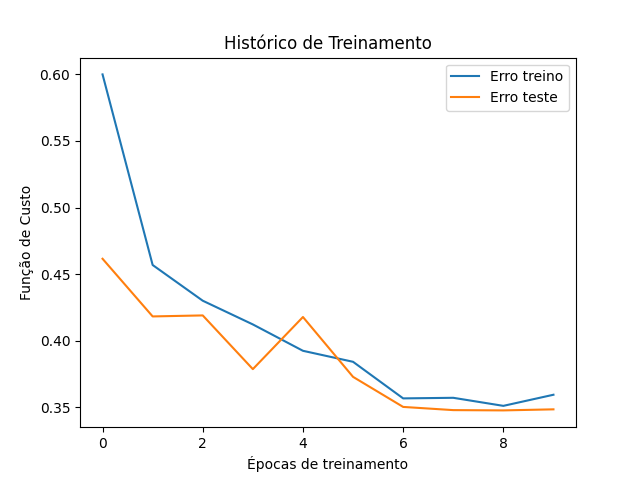 Histórico de Treinamento
Erro treino
Erro teste
Função de Custo
0.60
0.55
0.50
0.45
0.40
0.35
0 2 4 6 8
Épocas de treinamento